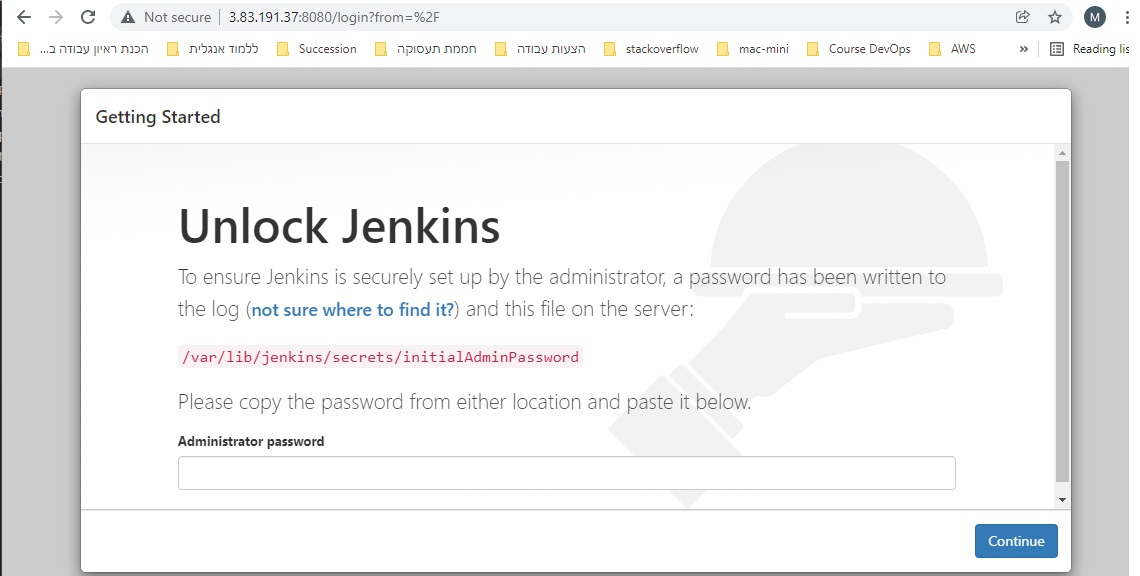 Not secure | 3.83.191.37:8080/login?from=%2F
M
הכנת ראיון עבודה ב... ללמוד אנגלית Succession חממת תעסוקה הצעות עבודה stackoverflow mac-mini Course DevOps AWS » Reading lis
Getting Started
Unlock Jenkins
To ensure Jenkins is securely set up by the administrator, a password has been written to
the log (not sure where to find it?) and this file on the server:
/var/lib/jenkins/secrets/initialAdminPassword
Please copy the password from either location and paste it below.
Administrator password
Continue